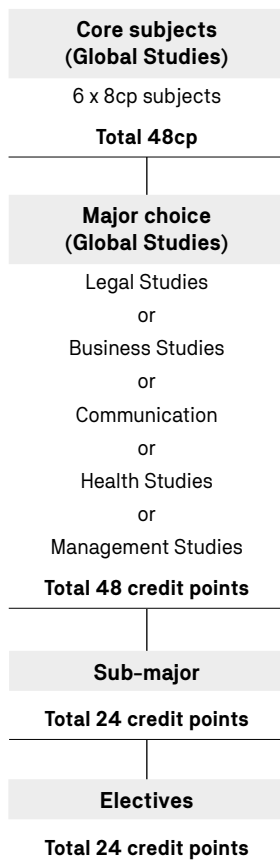 Core subjects
(Global Studies)
6 x 8cp subjects
Total 48cp
Major choice
(Global Studies)
Legal Studies
or
Business Studies
or
Communication
or
Health Studies
or
Management Studies
Total 48 credit points
Sub-major
Total 24 credit points
Electives
Total 24 credit points